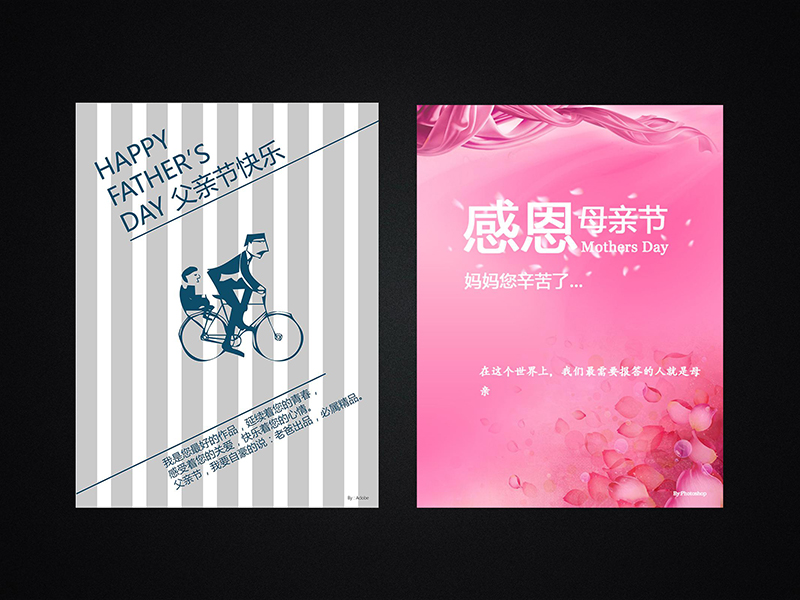 HAPPY
FATHER'S
DAY 父亲节快乐
我是您最好的作品，延续着您的青春，
感受着您的关爱，快乐着您的心情。
父亲节，我要自豪的说：老爸出品，必属精品。
By : Adobe
感恩母亲节
Mothers Day
妈妈您辛苦了...
在这个世界上，我们最需要报答的人就是母
亲
By Photoshop